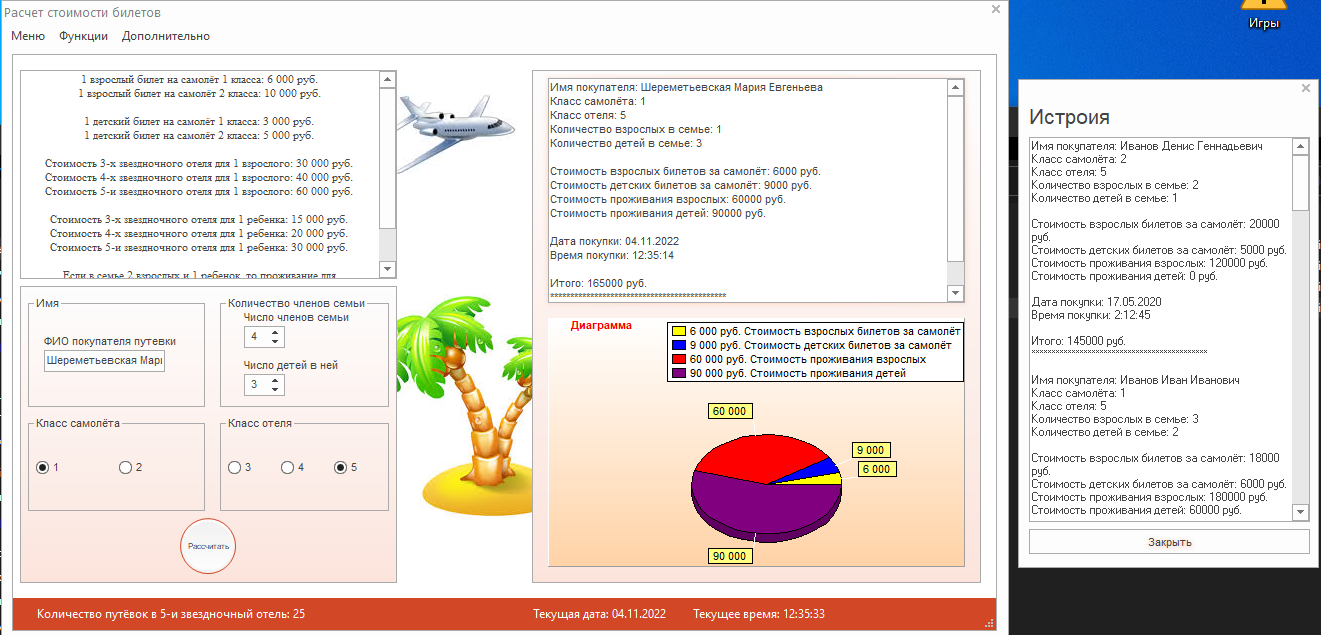 Расчет стоимости билетов
Меню Функции Дополнительно
1 взрослый билет на самолёт 1 класса: 6 000 руб.
1 взрослый билет на самолёт 2 класса: 10 000 руб.
1 детский билет на самолёт 1 класса: 3 000 руб.
1 детский билет на самолёт 2 класса: 5 000 руб.
Стоимость 3-х звездночного отеля для 1 взрослого: 30 000 руб.
Стоимость 4-х звездночного отеля для 1 взрослого: 40 000 руб.
Стоимость 5-и звездночного отеля для 1 взрослого: 60 000 руб.
Стоимость 3-х звездночного отеля для 1 ребенка: 15 000 руб.
Стоимость 4-х звездночного отеля для 1 ребенка: 20 000 руб.
Стоимость 5-и звездночного отеля для 1 ребенка: 30 000 руб.
Если в семье 2 взрослых и 1 ребенок, то проживание для
Имя
ФИО покупателя путевки
Шереметьевская Мар
Количество членов семьи
Число членов семьи
4
Число детей в ней
3
Класс самолёта
1 2
Класс отеля
3 4 5
Рассчитать
Имя покупателя: Шереметьевская Мария Евгеньева
Класс самолёта: 1
Класс отеля: 5
Количество взрослых в семье: 1
Количество детей в семье: 3
Стоимость взрослых билетов за самолёт: 6000 руб.
Стоимость детских билетов за самолёт: 9000 руб.
Стоимость проживания взрослых: 60000 руб.
Стоимость проживания детей: 90000 руб.
Дата покупки: 04.11.2022
Время покупки: 12:35:14
Итого: 165000 руб.
********************************************
Диаграмма
6 000 руб. Стоимость взрослых билетов за самолёт
9 000 руб. Стоимость детских билетов за самолёт
60 000 руб. Стоимость проживания взрослых
90 000 руб. Стоимость проживания детей
60 000
9 000
6 000
90 000
Количество путёвок в 5-и звездночный отель: 25 Текущая дата: 04.11.2022 Текущее время: 12:35:33
Игры
Истроия
Имя покупателя: Иванов Денис Геннадьевич
Класс самолёта: 2
Класс отеля: 5
Количество взрослых в семье: 2
Количество детей в семье: 1
Стоимость взрослых билетов за самолёт: 20000
руб.
Стоимость детских билетов за самолёт: 5000 руб.
Стоимость проживания взрослых: 120000 руб.
Стоимость проживания детей: 0 руб.
Дата покупки: 17.05.2020
Время покупки: 2:12:45
Итого: 145000 руб.
********************************************
Имя покупателя: Иванов Иван Иванович
Класс самолёта: 1
Класс отеля: 5
Количество взрослых в семье: 3
Количество детей в семье: 2
Стоимость взрослых билетов за самолёт: 18000
руб.
Стоимость детских билетов за самолёт: 6000 руб.
Стоимость проживания взрослых: 180000 руб.
Стоимость проживания детей: 60000 руб.
Закрыть